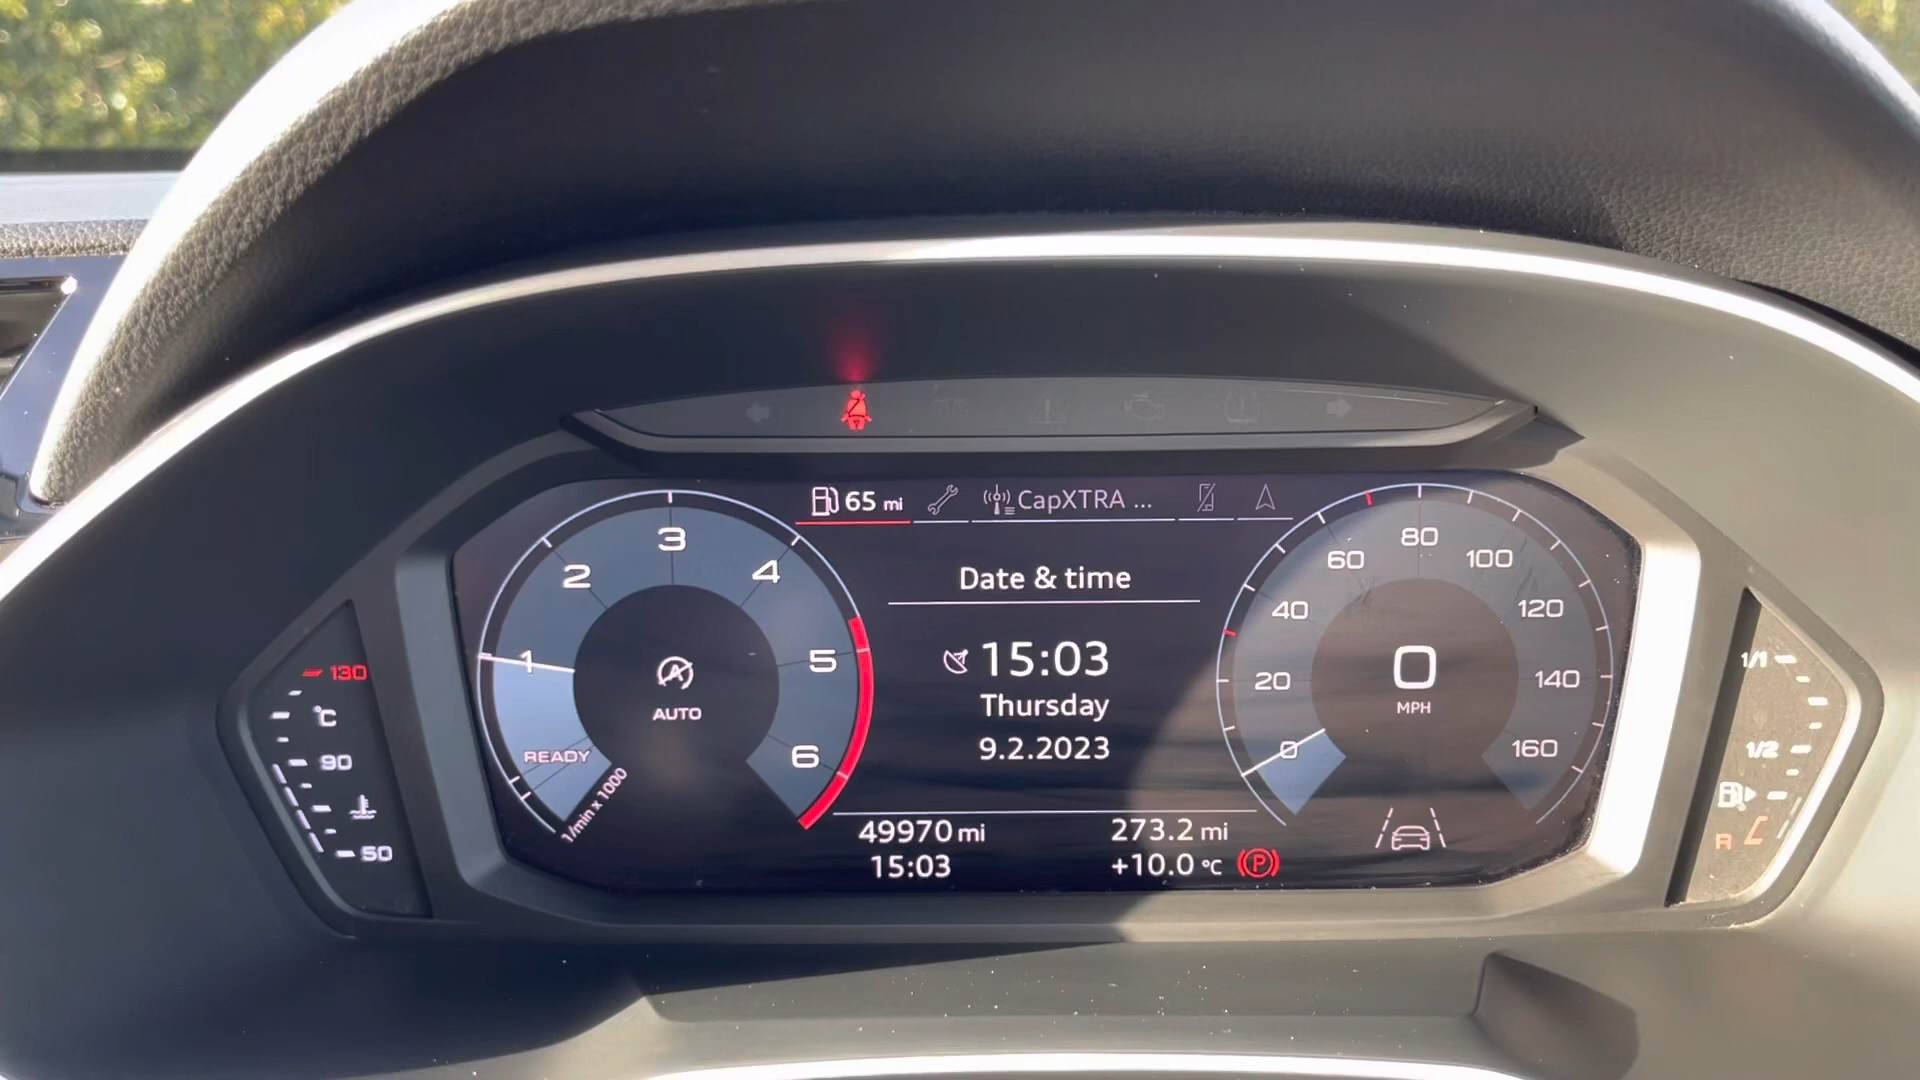 65 mi
CapXTRA ...
Date & time
15:03
Thursday
9.2.2023
49970 mi
273.2 mi
15:03
+10.0 °C
P
1
2
3
4
5
6
READY
1/min x 1000
A
AUTO
0
20
40
60
80
100
120
140
160
0
MPH
130
°C
90
50
1/1
1/2
R